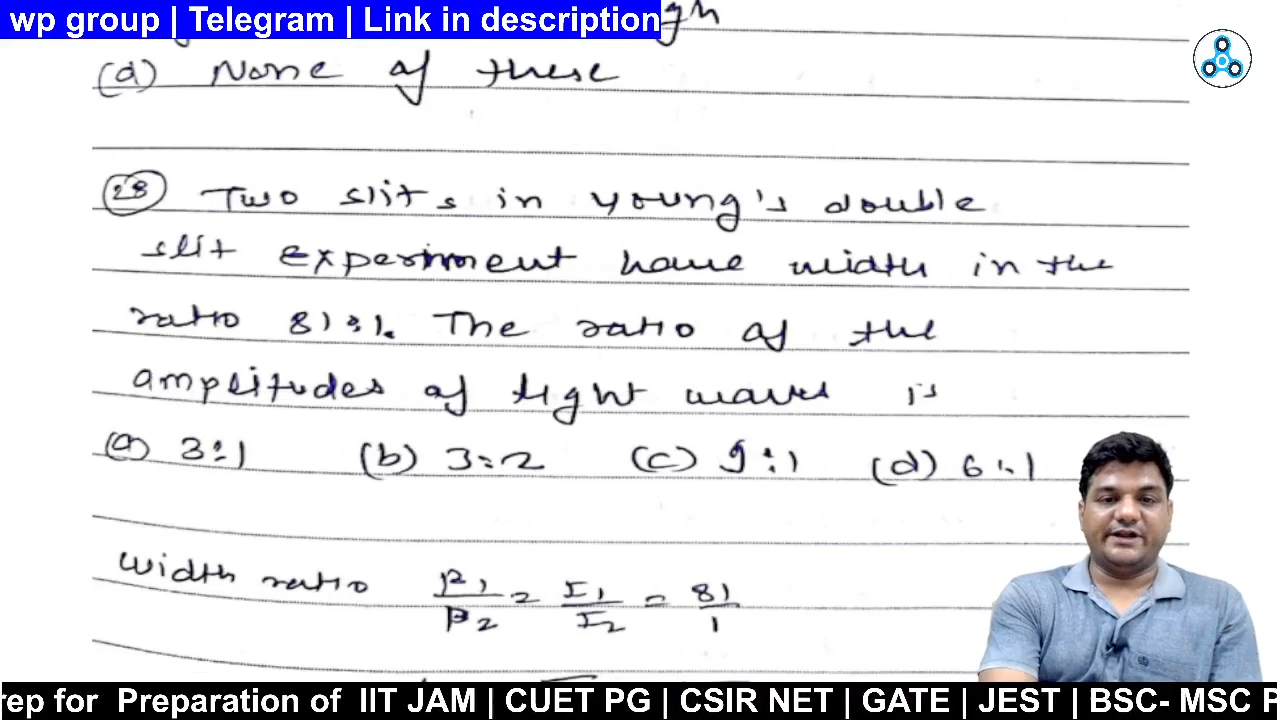 wp group | Telegram | Link in description
(d) None of these
(28) Two slits in young's double
slit experiment have width in the
ratio 81:1. The ratio of the
amplitudes of light waves is
(a) 3:1 (b) 3:2 (c) 9:1 (d) 6:1
width ratio β1/β2 = I1/I2 = 81/1
rep for Preparation of IIT JAM | CUET PG | CSIR NET | GATE | JEST | BSC- MSC P